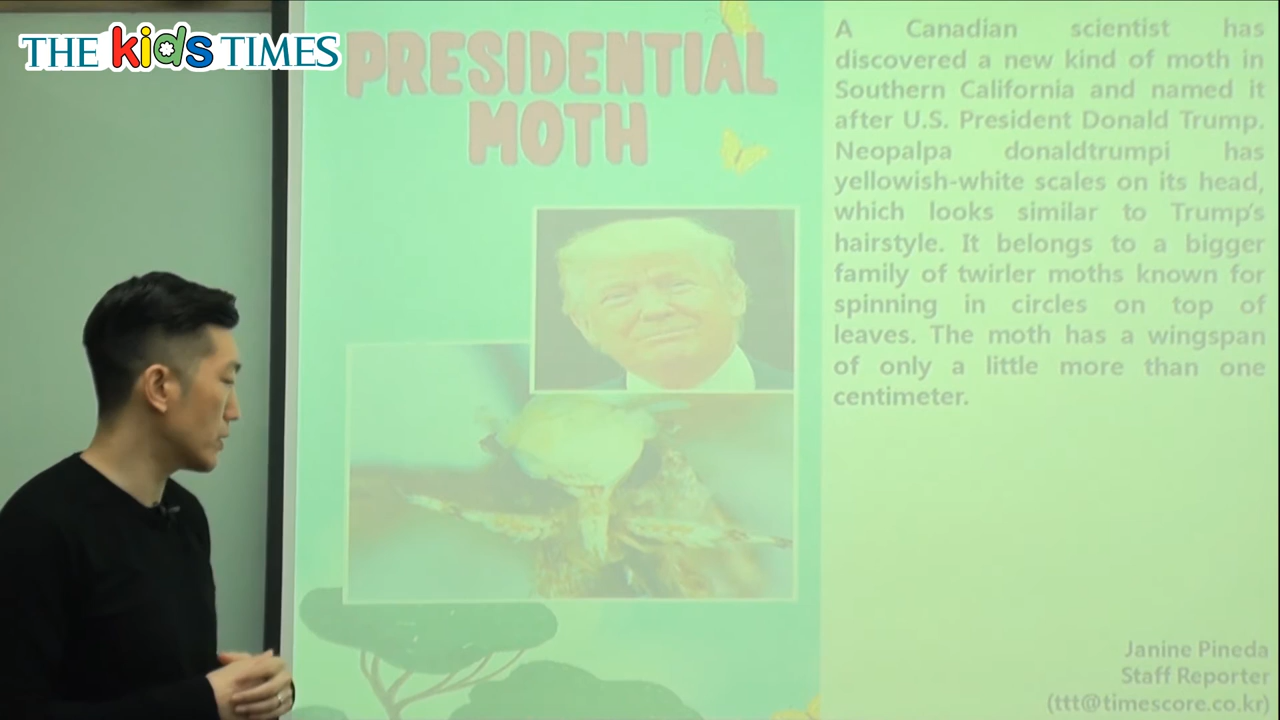 THE kids TIMES
PRESIDENTIAL
MOTH
A Canadian scientist has
discovered a new kind of moth in
Southern California and named it
after U.S. President Donald Trump.
Neopalpa donaldtrumpi has
yellowish-white scales on its head,
which looks similar to Trump's
hairstyle. It belongs to a bigger
family of twirler moths known for
spinning in circles on top of
leaves. The moth has a wingspan
of only a little more than one
centimeter.
Janine Pineda
Staff Reporter
(ttt@timescore.co.kr)